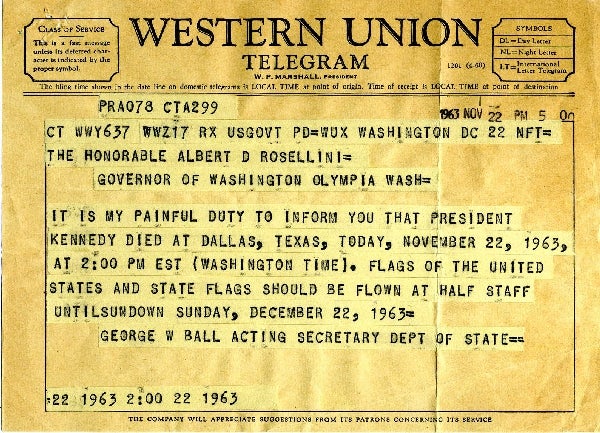 CLASS OF SERVICE
This is a fast message
unless its deferred char-
acter is indicated by the
proper symbol.
WESTERN UNION
TELEGRAM
W. P. MARSHALL, PRESIDENT
1201 (4-60)
SYMBOLS
DL=Day Letter
NL=Night Letter
LT=International
Letter Telegram
The filing time shown in the date line on domestic telegrams is LOCAL TIME at point of origin. Time of receipt is LOCAL TIME at point of destination
PRA078 CTA299
1963 NOV 22 PM 5 00
CT WWY637 WWZ17 RX USGOVT PD=WUX WASHINGTON DC 22 NFT=
THE HONORABLE ALBERT D ROSELLINI=
GOVERNOR OF WASHINGTON OLYMPIA WASH=
IT IS MY PAINFUL DUTY TO INFORM YOU THAT PRESIDENT
KENNEDY DIED AT DALLAS, TEXAS, TODAY, NOVEMBER 22, 1963,
AT 2:00 PM EST (WASHINGTON TIME). FLAGS OF THE UNITED
STATES AND STATE FLAGS SHOULD BE FLOWN AT HALF STAFF
UNTILSUNDOWN SUNDAY, DECEMBER 22, 1963=
GEORGE W BALL ACTING SECRETARY DEPT OF STATE==
22 1963 2:00 22 1963
THE COMPANY WILL APPRECIATE SUGGESTIONS FROM ITS PATRONS CONCERNING ITS SERVICE